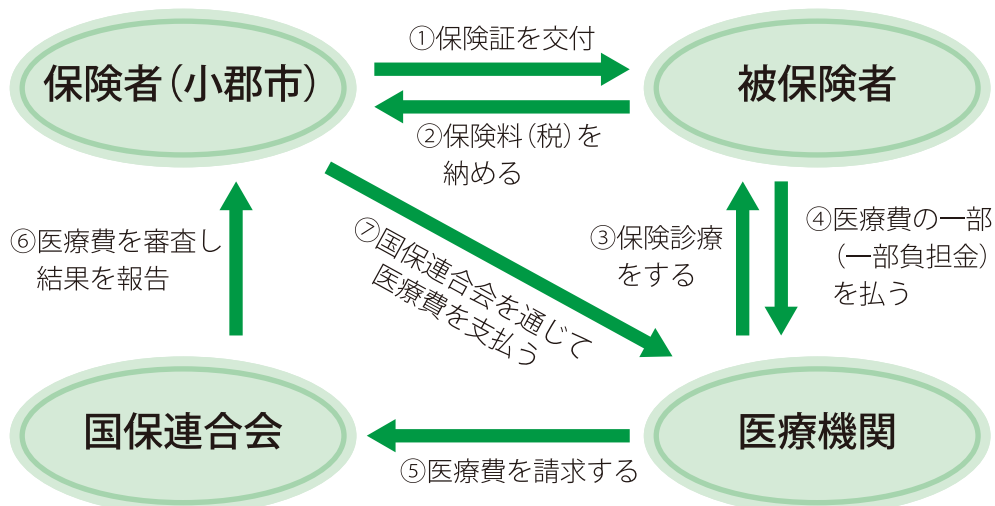 保険者（小郡市）
①保険証を交付
被保険者
②保険料（税）を
納める
⑥医療費を審査し
結果を報告
⑦国保連合会を通じて
医療費を支払う
③保険診療
をする
④医療費の一部
（一部負担金）
を払う
国保連合会
⑤医療費を請求する
医療機関